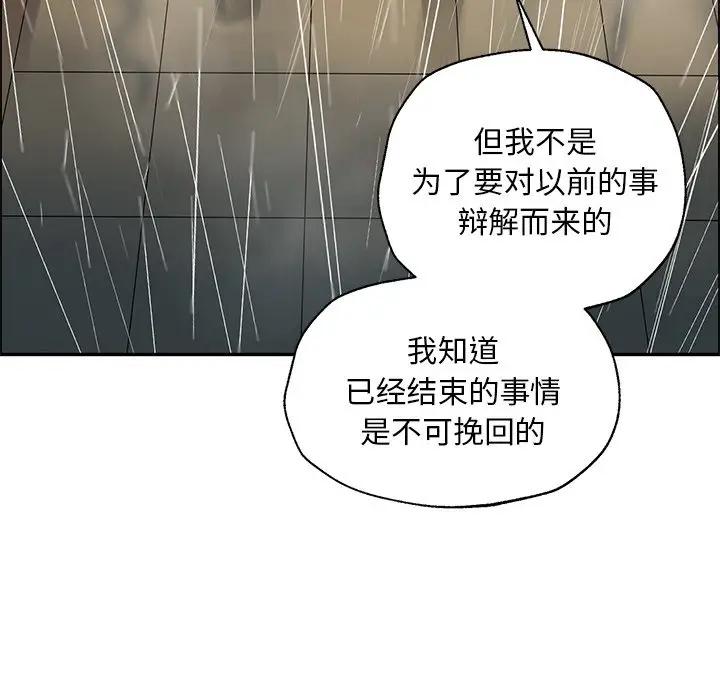 但我不是
为了要对以前的事
辩解而来的
我知道
已经结束的事情
是不可挽回的